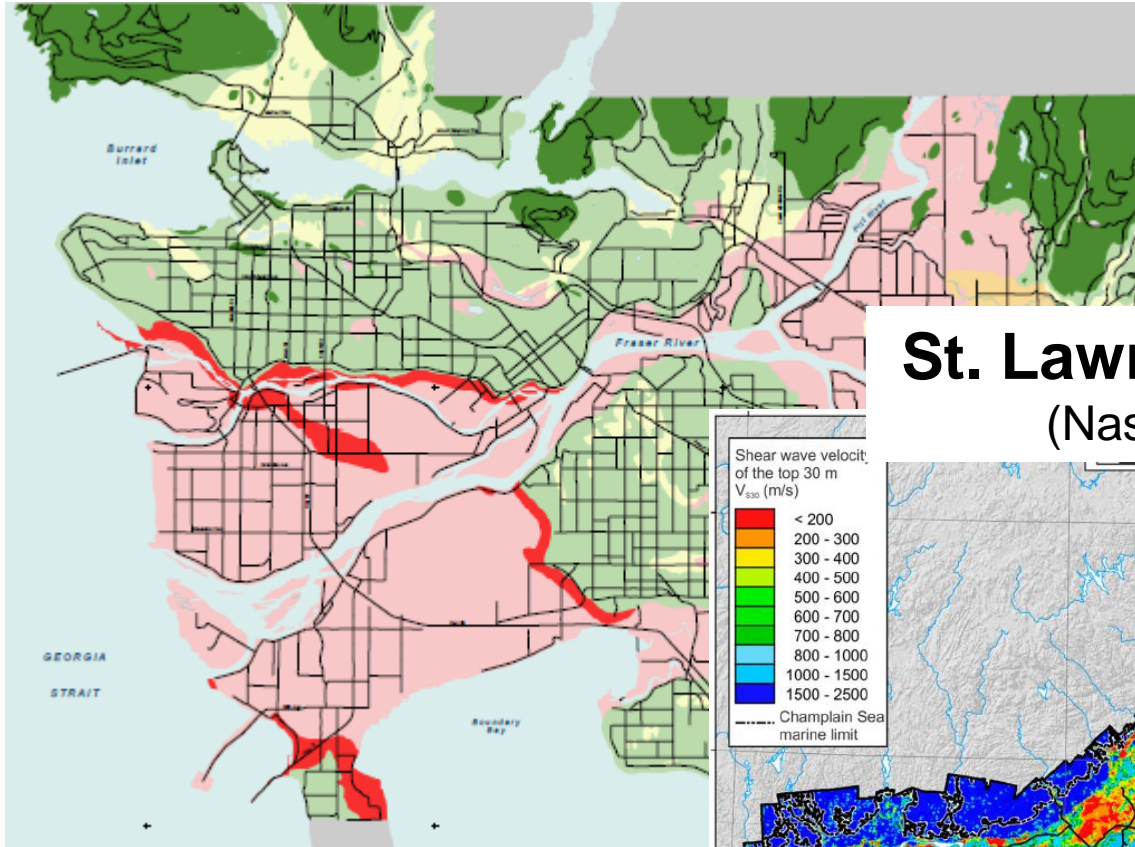 Burrard
Inlet
Pitt River
Fraser River
St. Law
(Nas
Shear wave velocity
of the top 30 m
VS30 (m/s)
< 200
200 - 300
300 - 400
400 - 500
500 - 600
600 - 700
700 - 800
800 - 1000
1000 - 1500
1500 - 2500
Champlain Sea
marine limit
GEORGIA
STRAIT
Boundary
Bay